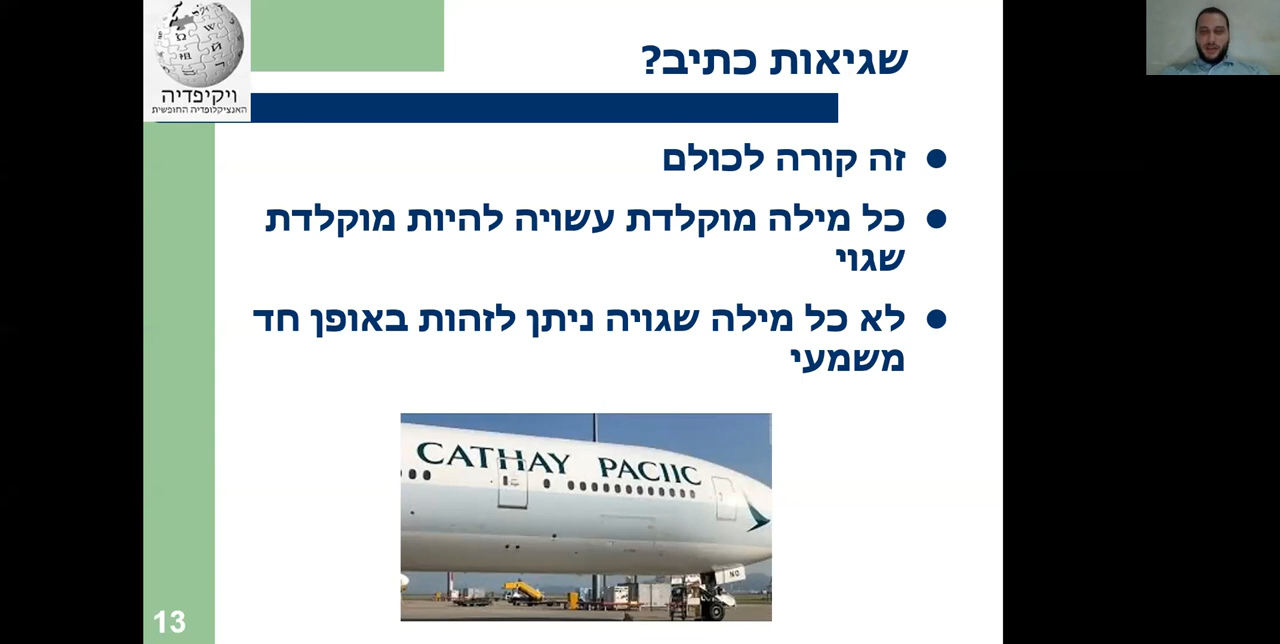 ויקיפדיה
האנציקלופדיה החופשית
שגיאות כתיב?
זה קורה לכולם
כל מילה מוקלדת עשויה להיות מוקלדת
שגוי
לא כל מילה שגויה ניתן לזהות באופן חד
משמעי
CATHAY PACIIC
NO
13